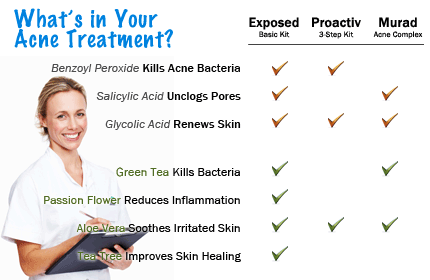 What's in Your
Acne Treatment?
Exposed Proactiv Murad
Basic Kit 3-Step Kit Acne Complex
Benzoyl Peroxide Kills Acne Bacteria
Salicylic Acid Unclogs Pores
Glycolic Acid Renews Skin
Green Tea Kills Bacteria
Passion Flower Reduces Inflammation
Aloe Vera Soothes Irritated Skin
Tea Tree Improves Skin Healing